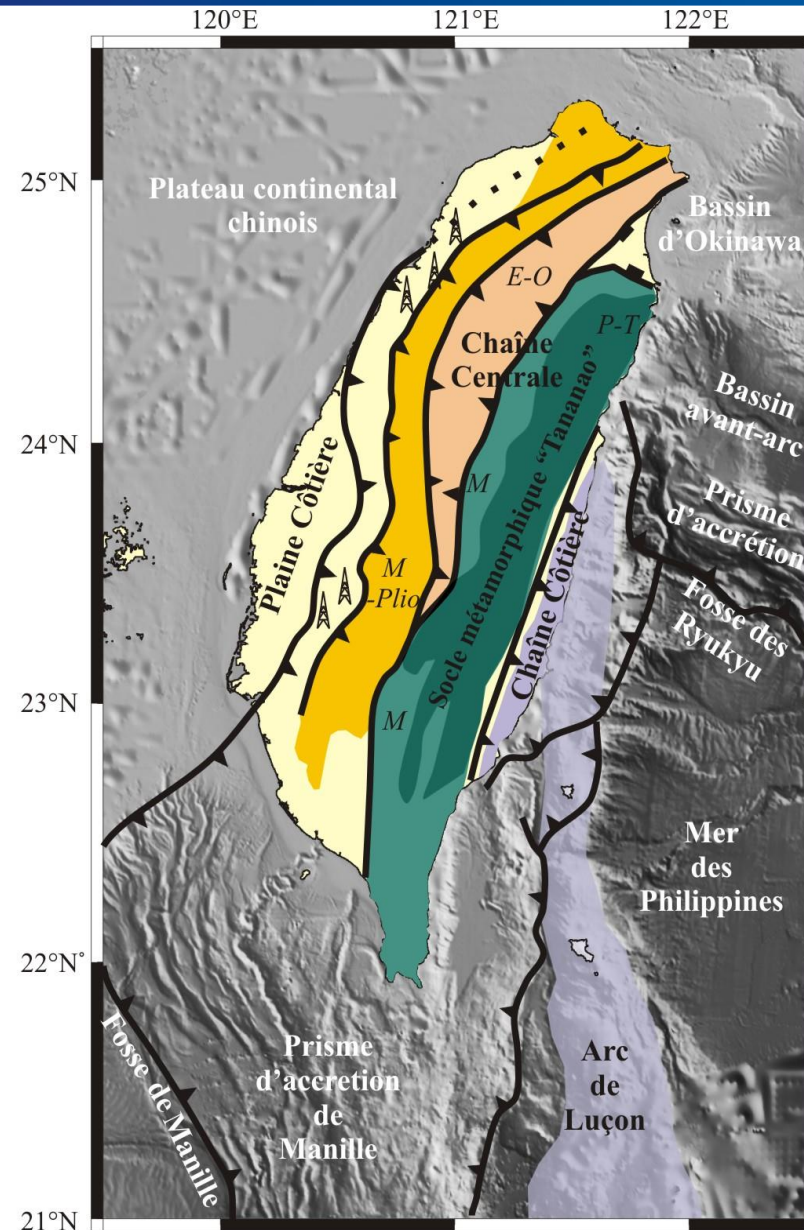 120°E
121°E
122°E
25°N
24°N
23°N
22°N°
21°N
Plateau continental
chinois
Bassin
d'Okinawa
E-O
P-T
Chaîne
Centrale
Bassin
avant-arc
Prisme
d'accrétion
Fosse des
Ryukyu
Plaine Côtière
M
Socle métamorphique “Tananao”
Chaîne Côtière
M
-Plio
M
Mer
des
Philippines
Fosse de Manille
Prisme
d'accretion
de
Manille
Arc
de
Luçon